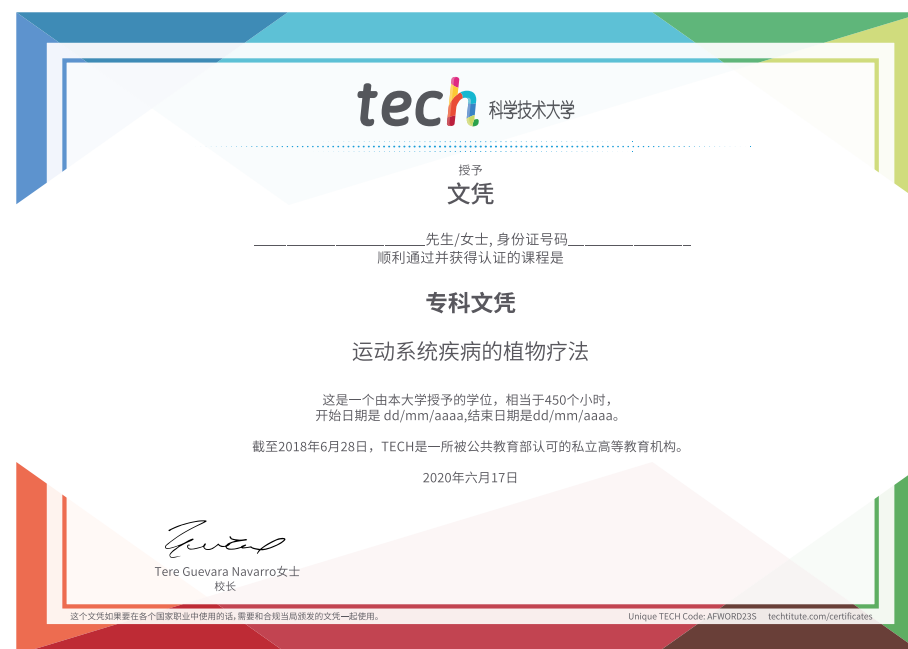 tech 科学技术大学
授予
文凭
____________________先生/女士, 身份证号码______________
顺利通过并获得认证的课程是
专科文凭
运动系统疾病的植物疗法
这是一个由本大学授予的学位，相当于450个小时，
开始日期是 dd/mm/aaaa,结束日期是dd/mm/aaaa。
截至2018年6月28日，TECH是一所被公共教育部认可的私立高等教育机构。
2020年六月17日
Tere Guevara Navarro女士
校长
这个文凭如果要在各个国家职业中使用的话,需要和合规当局颁发的文凭一起使用。
Unique TECH Code: AFWORD23S techtitute.com/certificates